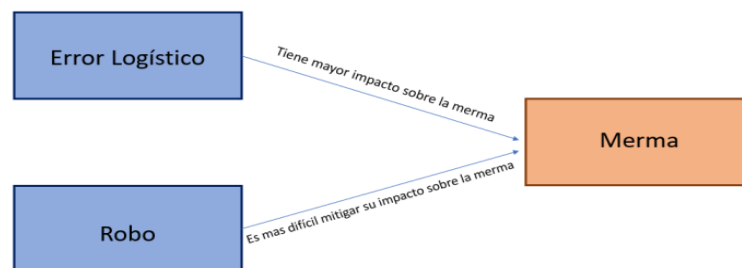 Error Logístico
Tiene mayor impacto sobre la merma
Merma
Es mas difícil mitigar su impacto sobre la merma
Robo